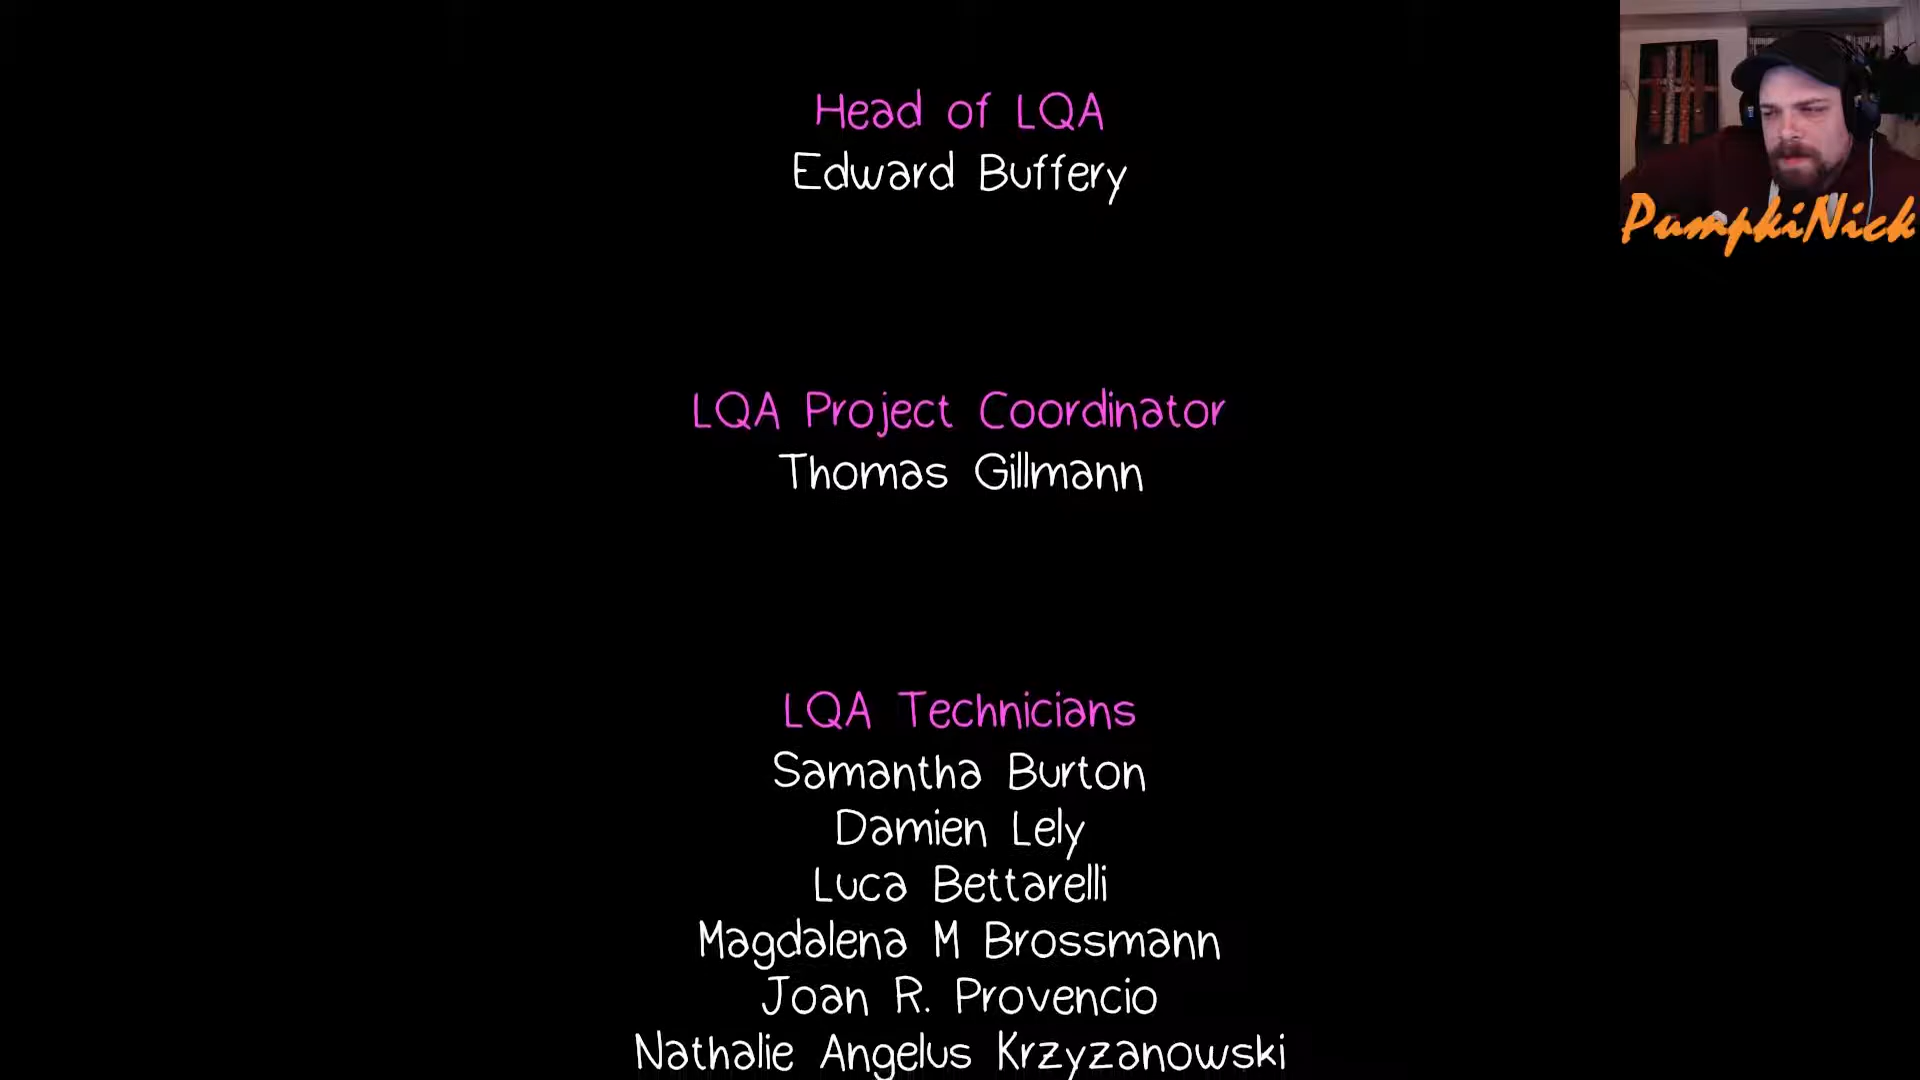 Head of LQA
Edward Buffery
PumpkiNick
LQA Project Coordinator
Thomas Gillmann
LQA Technicians
Samantha Burton
Damien Lely
Luca Bettarelli
Magdalena M Brossmann
Joan R. Provencio
Nathalie Angelus Krzyzanowski